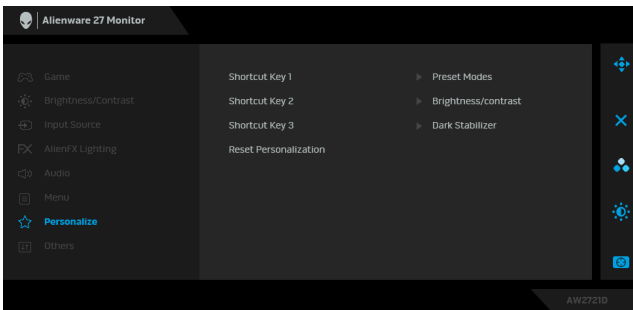 Alienware 27 Monitor
Game
Brightness/Contrast
Input Source
FX AlienFX Lighting
Audio
Menu
Personalize
Others
Shortcut Key 1 Preset Modes
Shortcut Key 2 Brightness/contrast
Shortcut Key 3 Dark Stabilizer
Reset Personalization
AW2721D